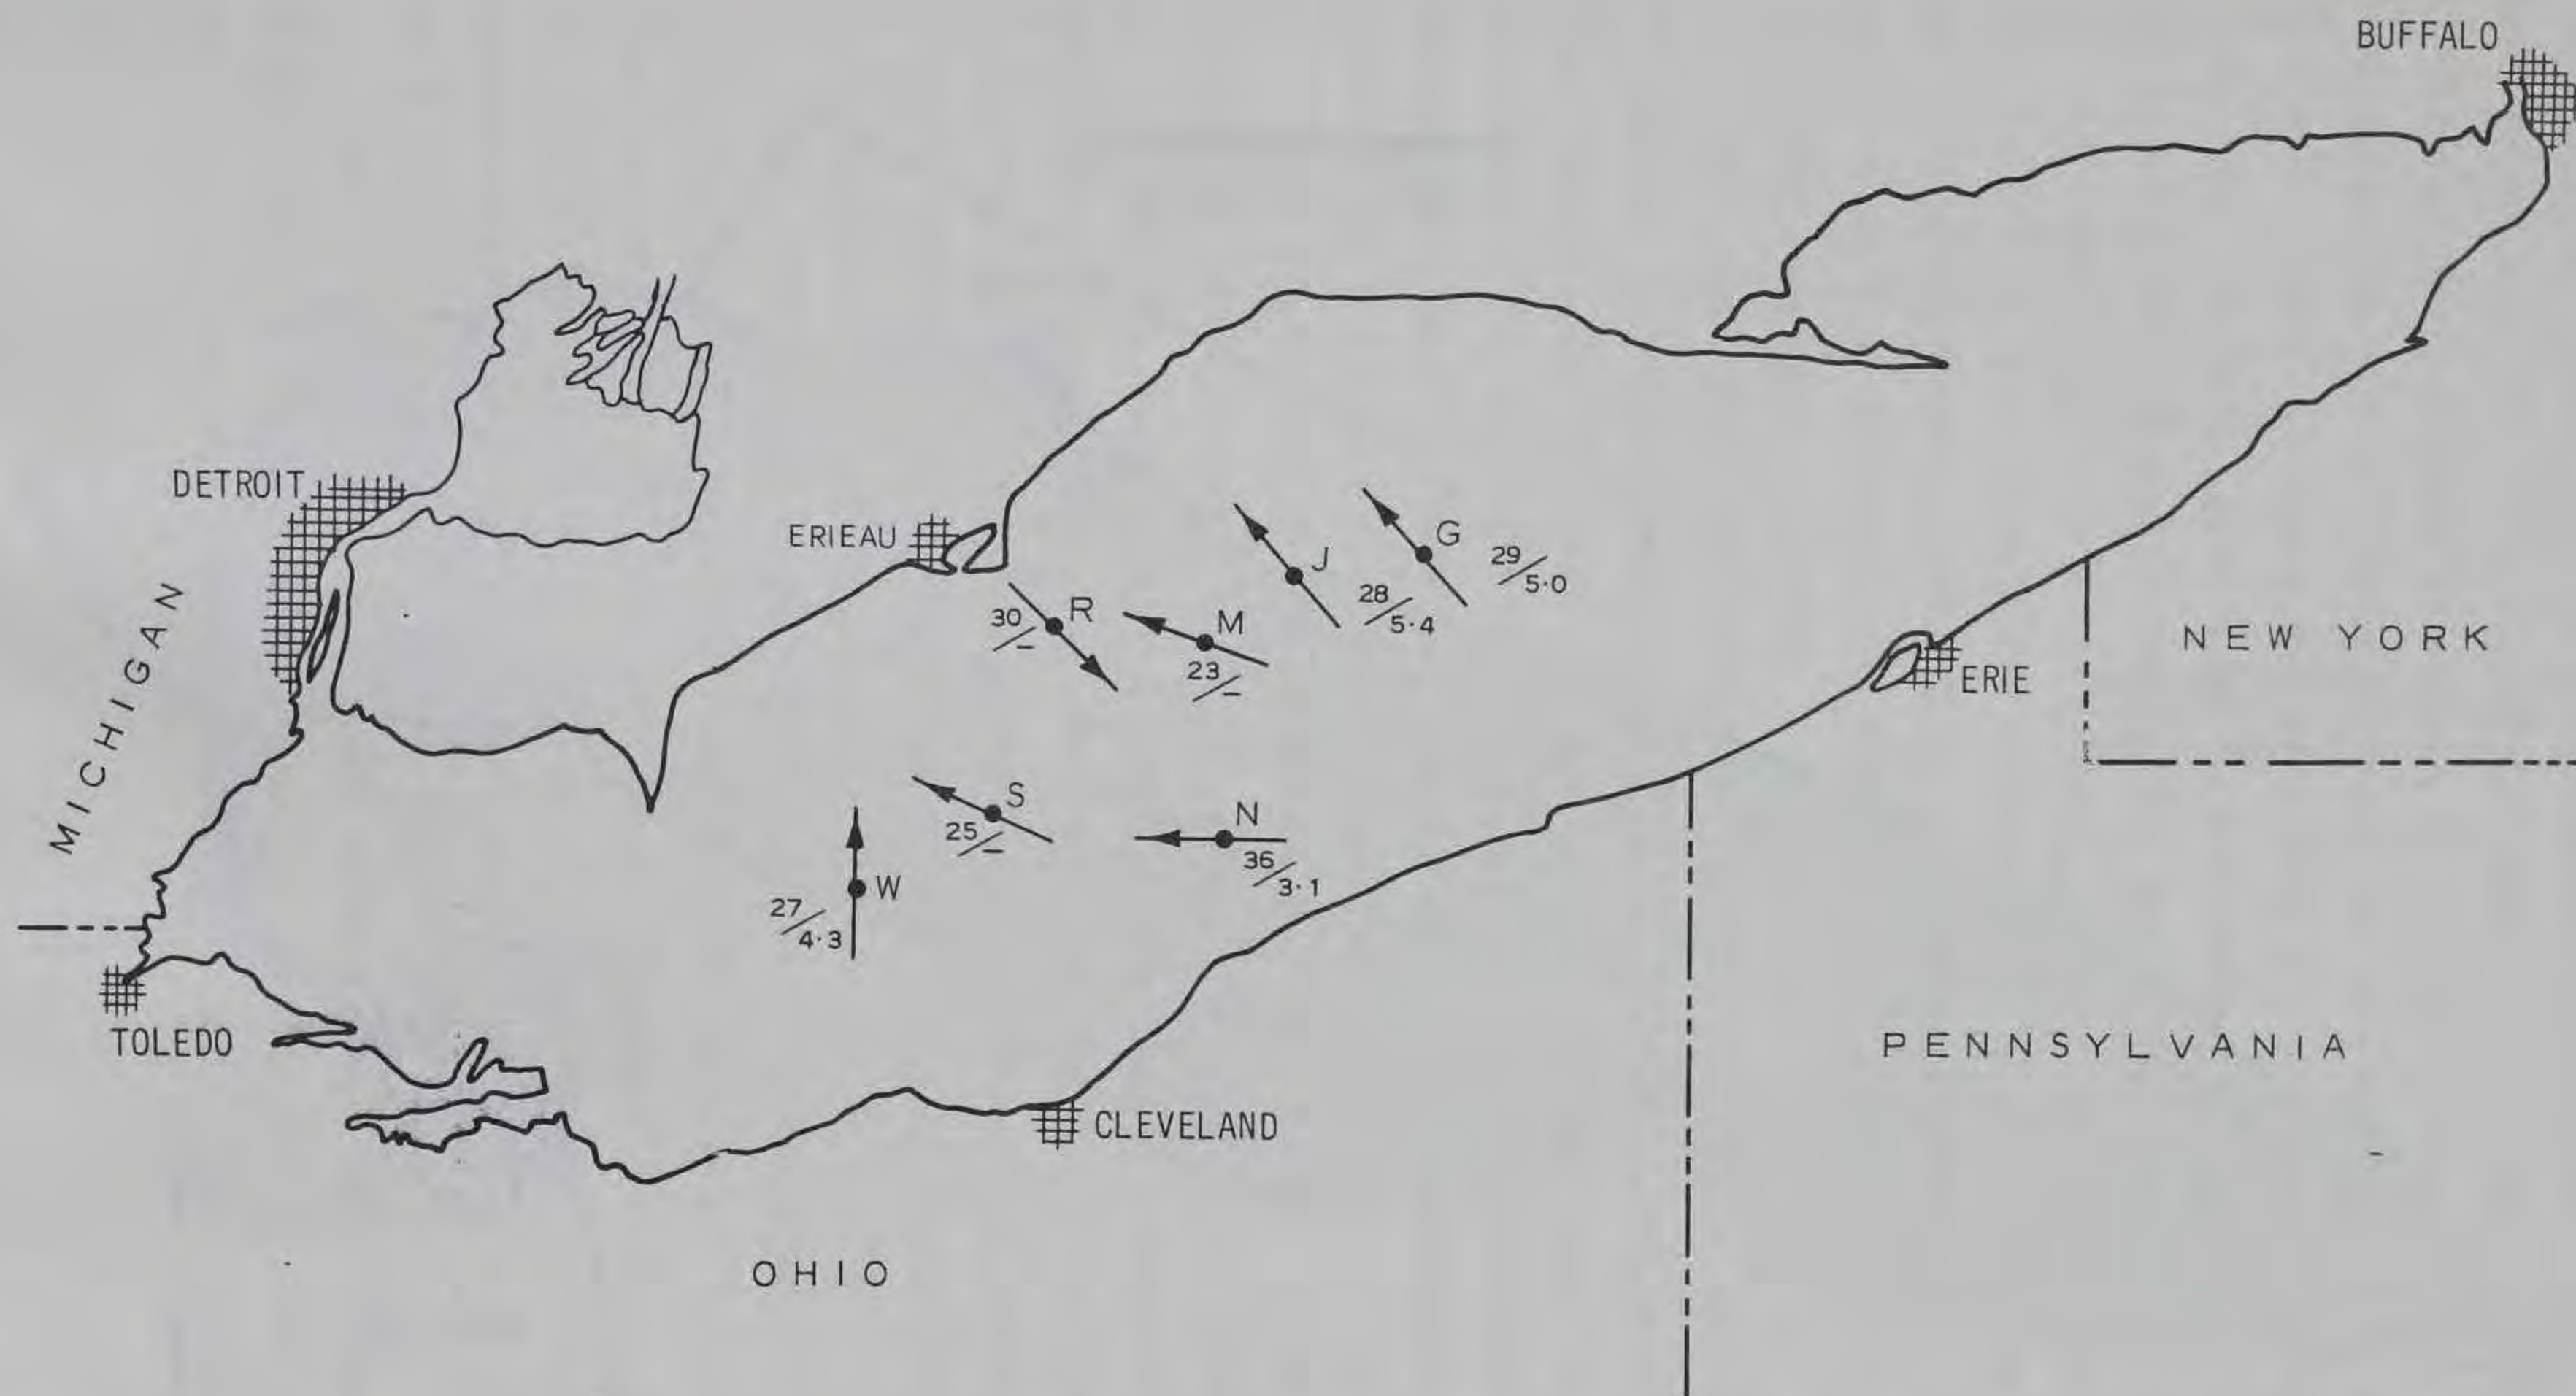 BUFFALO
DETROIT
ERIEAU
MICHIGAN
G
29/5·0
J
28/5·4
R
30/–
M
23/–
NEW YORK
ERIE
S
25/–
N
36/3·1
W
27/4·3
TOLEDO
PENNSYLVANIA
CLEVELAND
OHIO